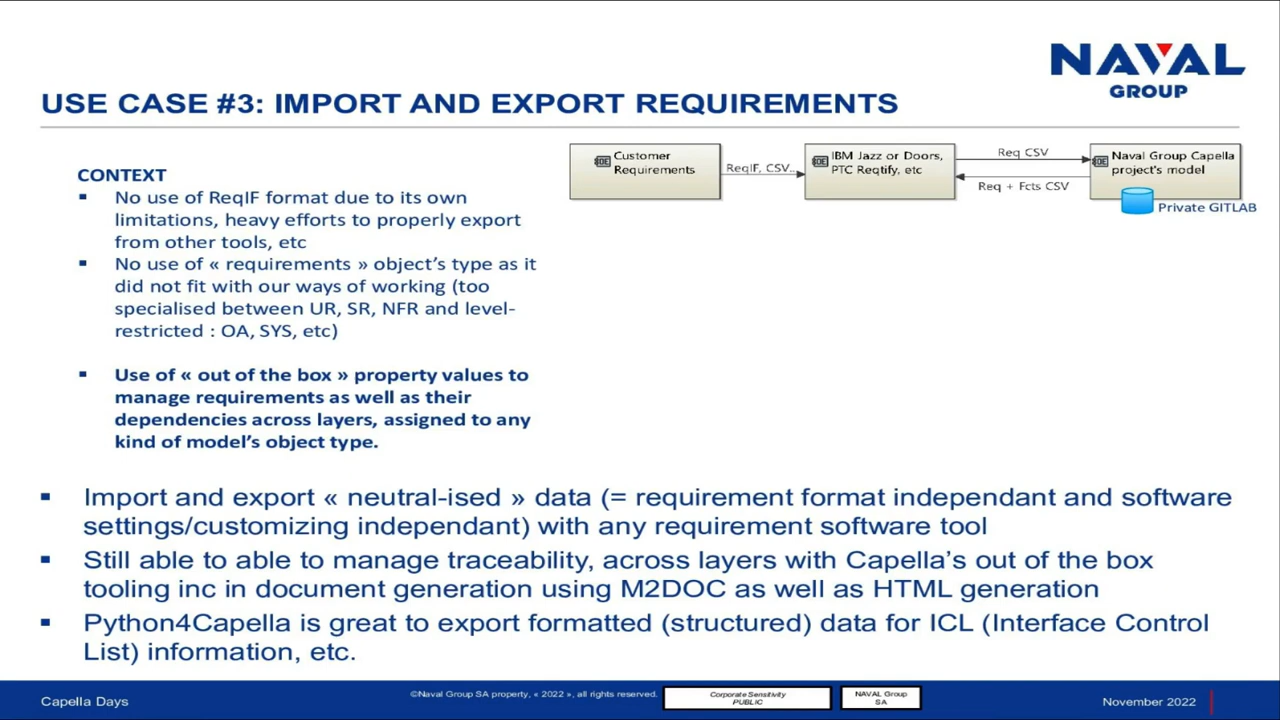 NAVAL
GROUP
USE CASE #3: IMPORT AND EXPORT REQUIREMENTS
Customer
Requirements
ReqIF, CSV..
IBM Jazz or Doors,
PTC Reqtify, etc
Req CSV
Req + Fcts CSV
Naval Group Capella
project's model
Private GITLAB
CONTEXT
▪ No use of ReqIF format due to its own
limitations, heavy efforts to properly export
from other tools, etc
▪ No use of « requirements » object's type as it
did not fit with our ways of working (too
specialised between UR, SR, NFR and level-
restricted : OA, SYS, etc)
▪ Use of « out of the box » property values to
manage requirements as well as their
dependencies across layers, assigned to any
kind of model's object type.
▪ Import and export « neutral-ised » data (= requirement format independant and software
settings/customizing independant) with any requirement software tool
▪ Still able to able to manage traceability, across layers with Capella's out of the box
tooling inc in document generation using M2DOC as well as HTML generation
▪ Python4Capella is great to export formatted (structured) data for ICL (Interface Control
List) information, etc.
Capella Days
©Naval Group SA property, « 2022 », all rights reserved.
Corporate Sensitivity
PUBLIC
NAVAL Group
SA
November 2022